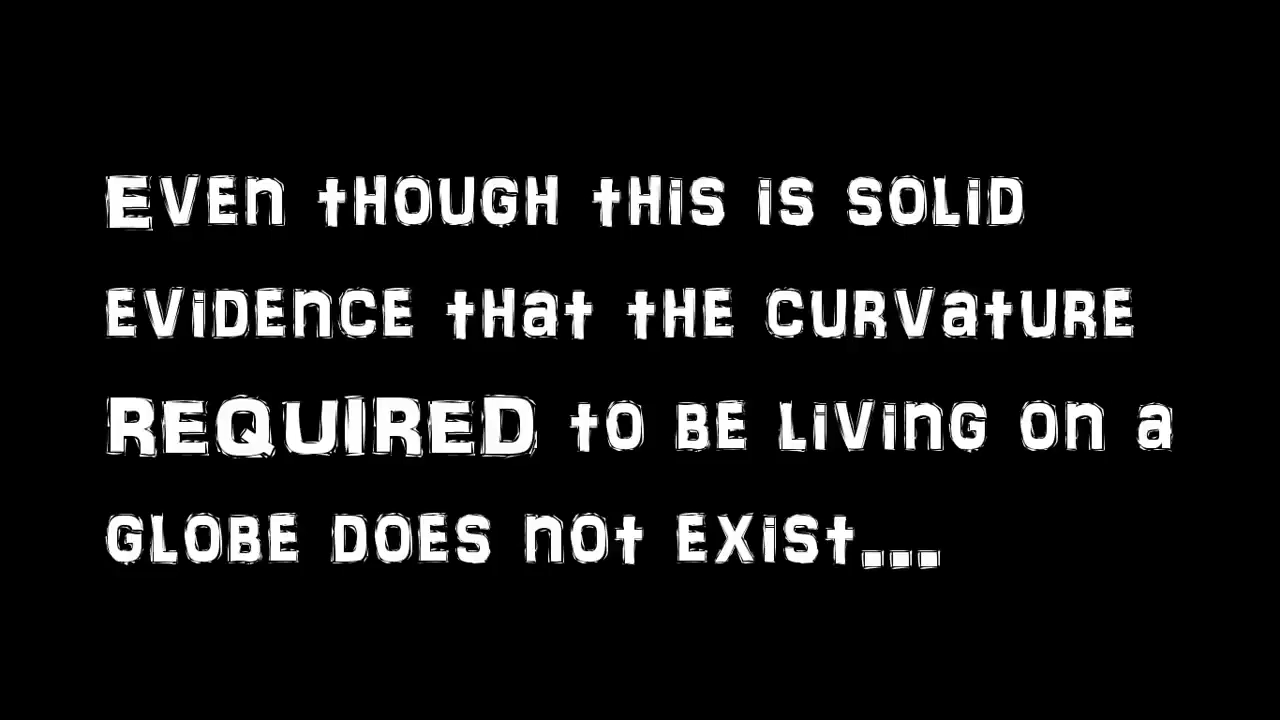 Even though this is solid
evidence that the curvature
REQUIRED to be living on a
globe does not exist...